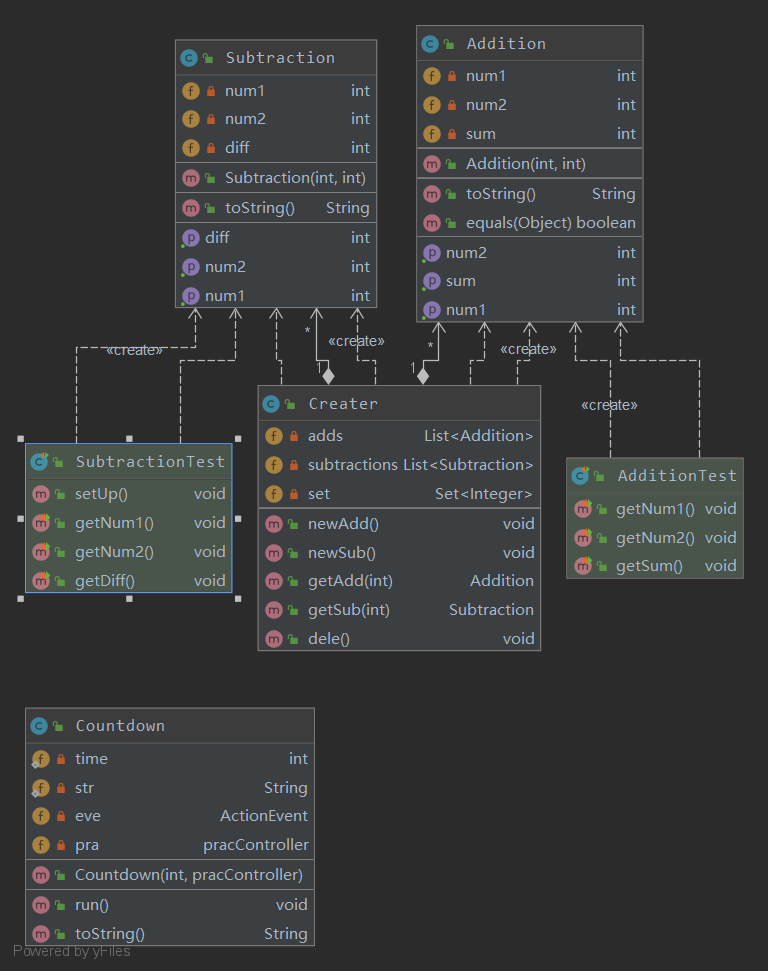 Subtraction
num1 int
num2 int
diff int
Subtraction(int, int)
toString() String
diff int
num2 int
num1 int
Addition
num1 int
num2 int
sum int
Addition(int, int)
toString() String
equals(Object) boolean
num2 int
sum int
num1 int
«create»
*
«create»
1
*
«create»
1
«create»
SubtractionTest
setUp() void
getNum1() void
getNum2() void
getDiff() void
Creater
adds List<Addition>
subtractions List<Subtraction>
set Set<Integer>
newAdd() void
newSub() void
getAdd(int) Addition
getSub(int) Subtraction
dele() void
AdditionTest
getNum1() void
getNum2() void
getSum() void
Countdown
time int
str String
eve ActionEvent
pra pracController
Countdown(int, pracController)
run() void
toString() String
Powered by yFiles